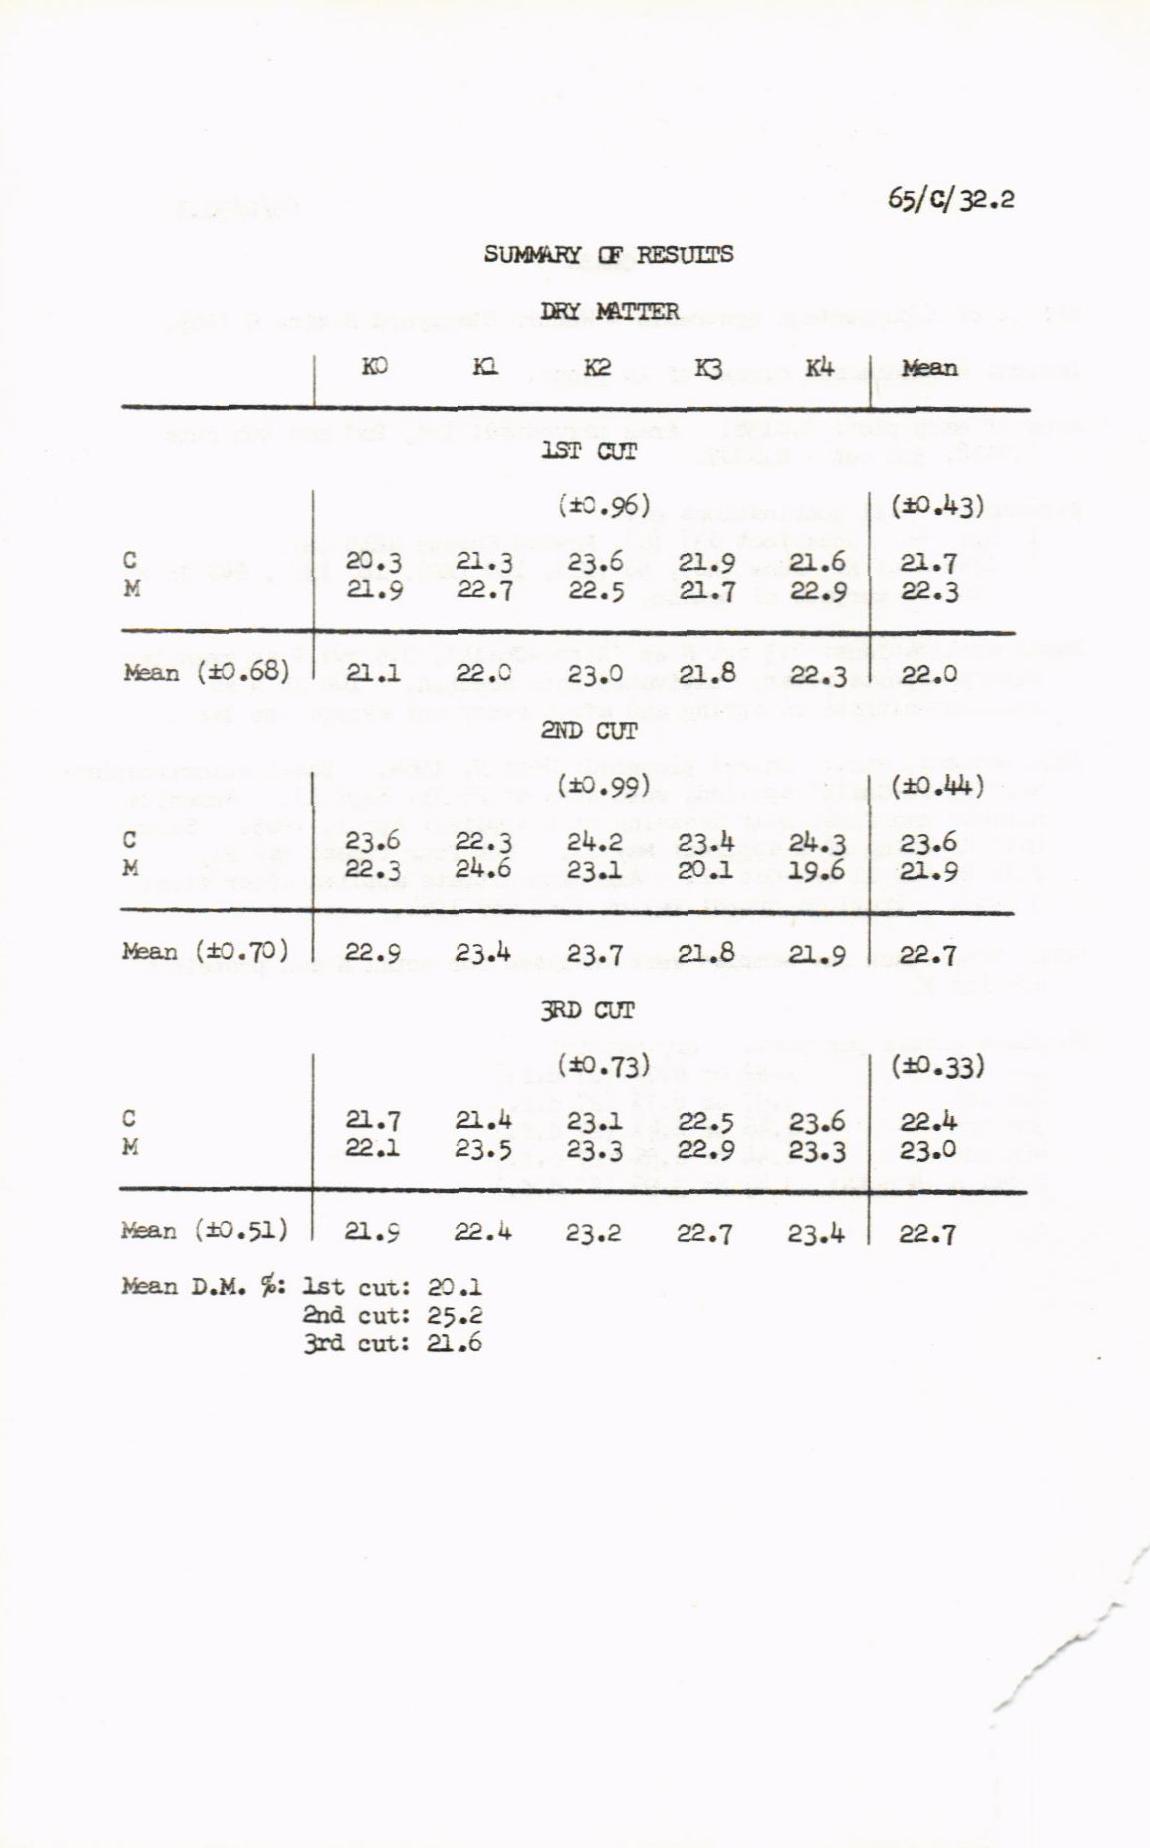 65/C/32.2
SUMMARY OF RESULTS
DRY MATTER
K0 K1 K2 K3 K4 Mean
1ST CUT
(±0.96) (±0.43)
C 20.3 21.3 23.6 21.9 21.6 21.7
M 21.9 22.7 22.5 21.7 22.9 22.3
Mean (±0.68) 21.1 22.0 23.0 21.8 22.3 22.0
2ND CUT
(±0.99) (±0.44)
C 23.6 22.3 24.2 23.4 24.3 23.6
M 22.3 24.6 23.1 20.1 19.6 21.9
Mean (±0.70) 22.9 23.4 23.7 21.8 21.9 22.7
3RD CUT
(±0.73) (±0.33)
C 21.7 21.4 23.1 22.5 23.6 22.4
M 22.1 23.5 23.3 22.9 23.3 23.0
Mean (±0.51) 21.9 22.4 23.2 22.7 23.4 22.7
Mean D.M. %: 1st cut: 20.1
2nd cut: 25.2
3rd cut: 21.6